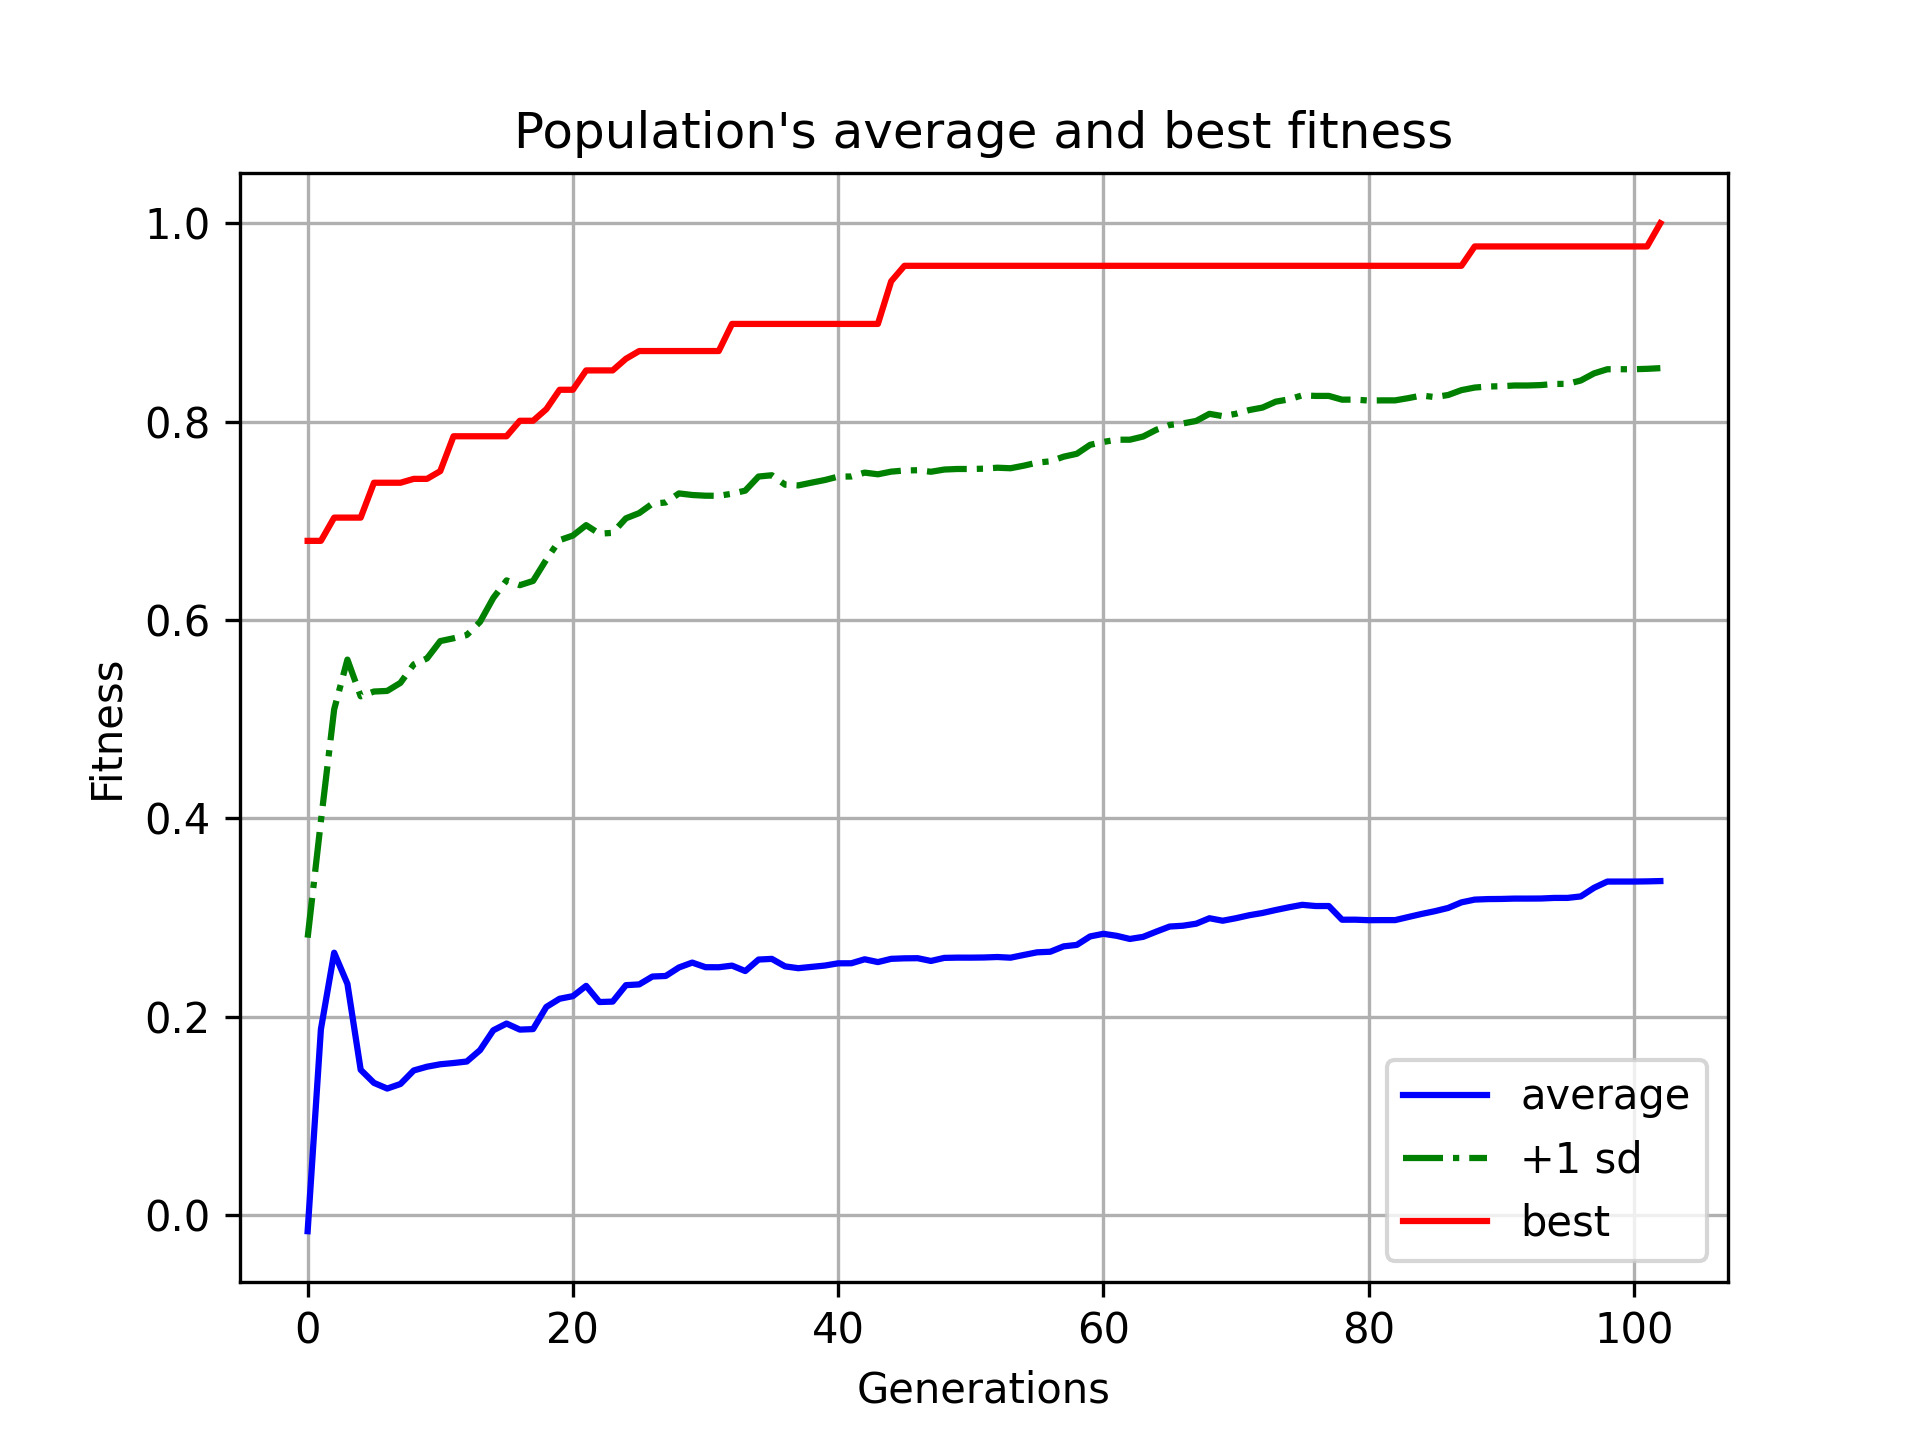 Population's average and best fitness
1.0
0.8
0.6
0.4
0.2
0.0
Fitness
0 20 40 60 80 100
Generations
average
+1 sd
best